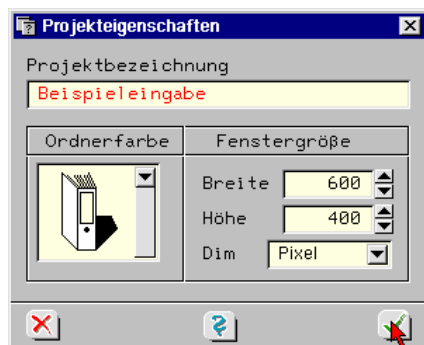 Projekteigenschaften
Projektbezeichnung
Beispieleingabe
Ordnerfarbe
Fenstergröße
Breite 600
Höhe 400
Dim Pixel